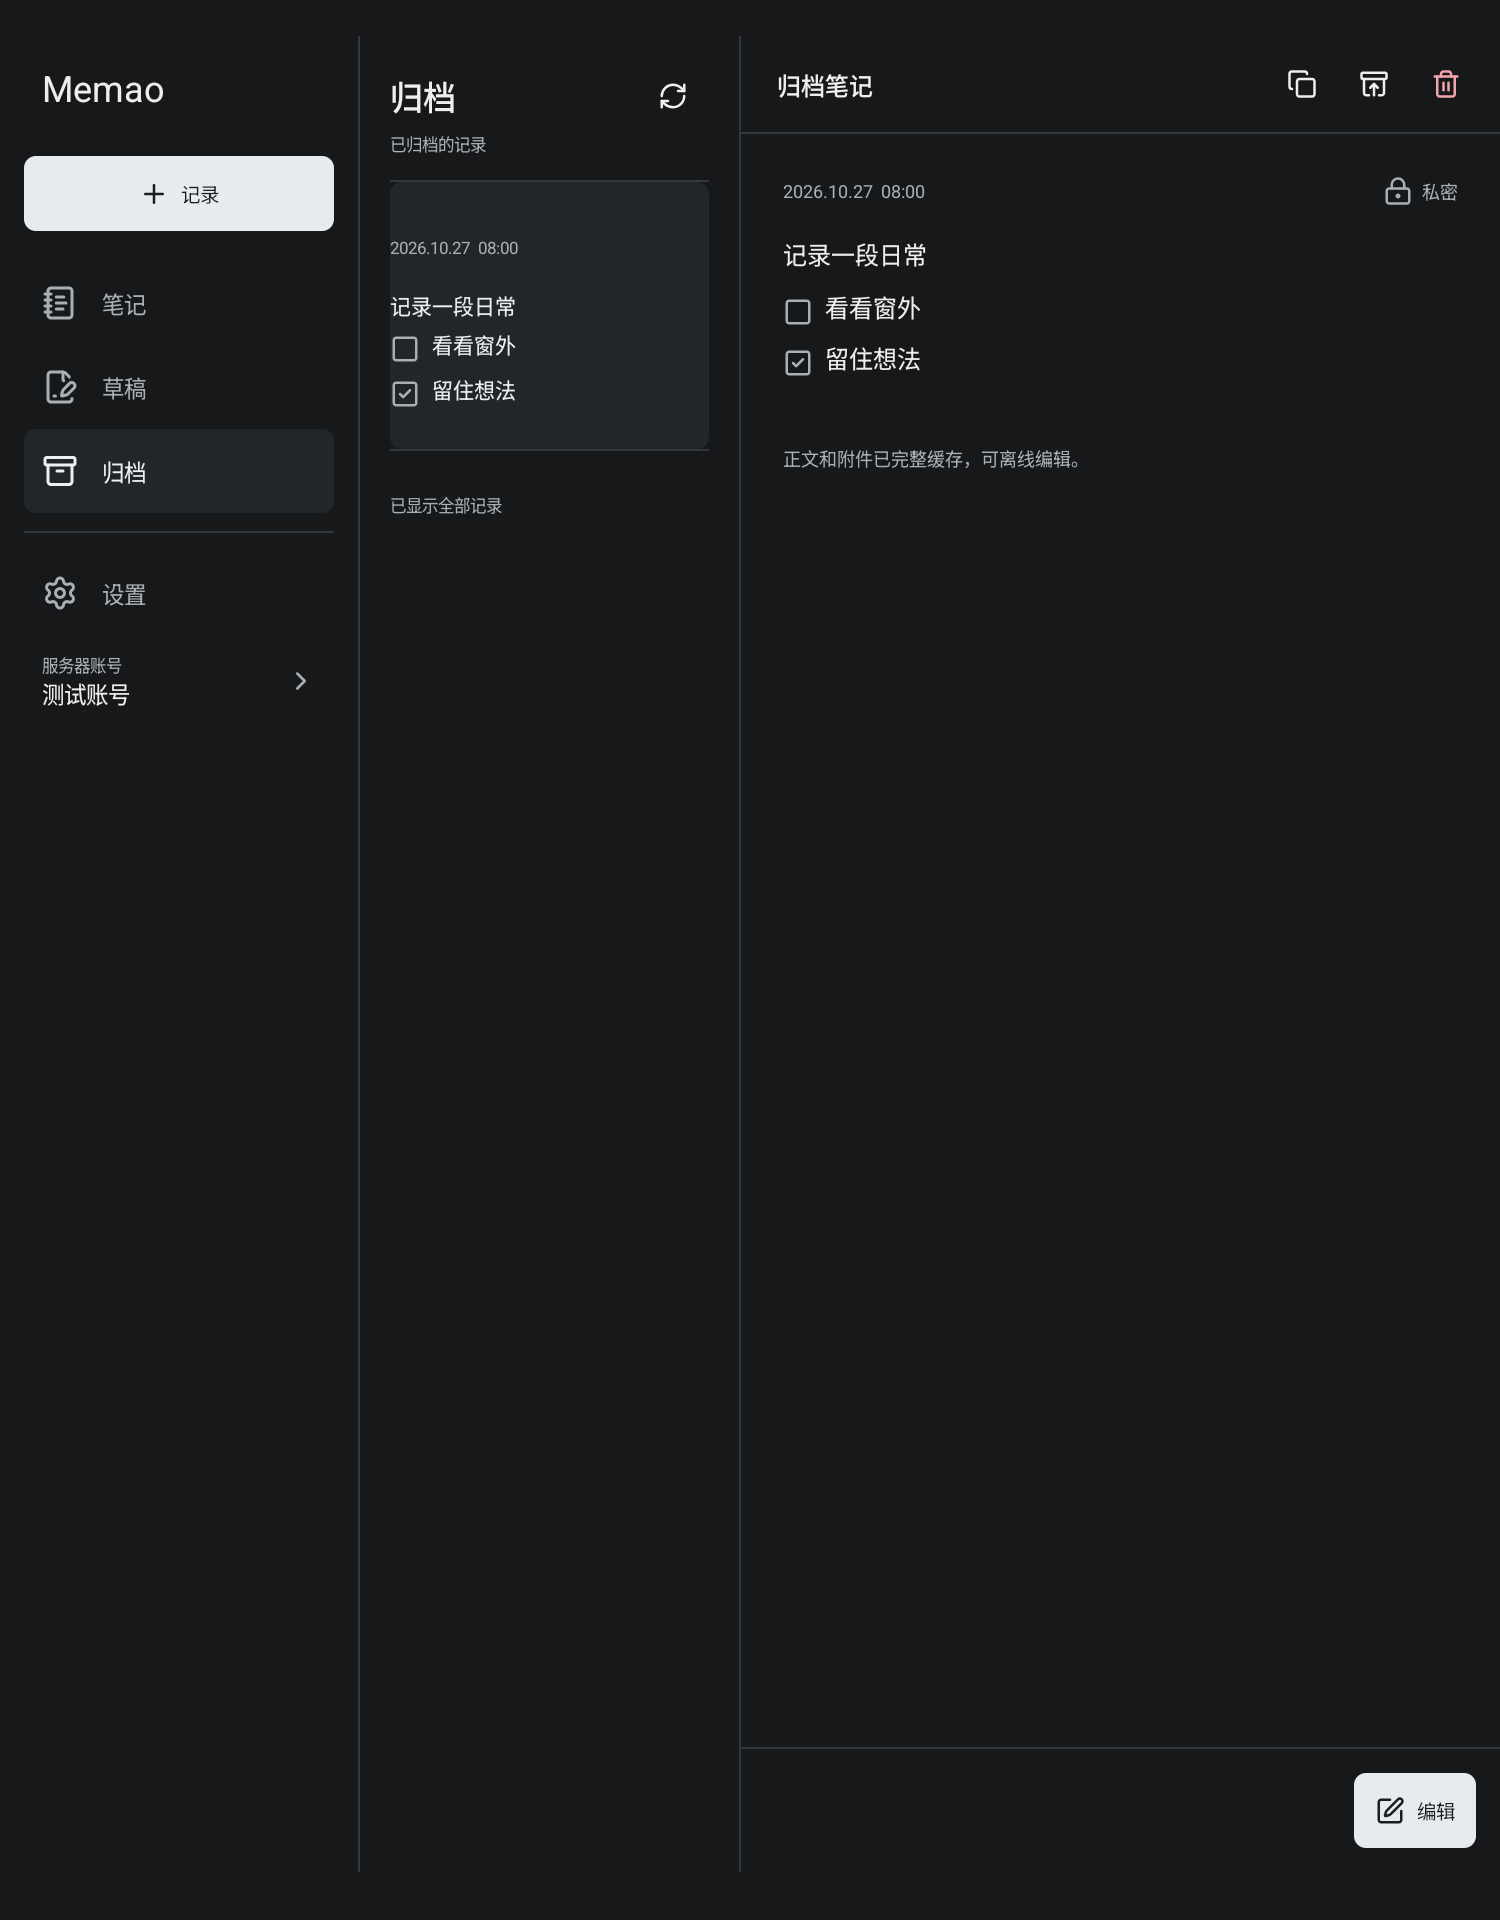 Memao
记录
笔记
草稿
归档
设置
服务器账号
测试账号
归档
已归档的记录
2026.10.27 08:00
记录一段日常
看看窗外
留住想法
已显示全部记录
归档笔记
2026.10.27 08:00
私密
记录一段日常
看看窗外
留住想法
正文和附件已完整缓存，可离线编辑。
编辑